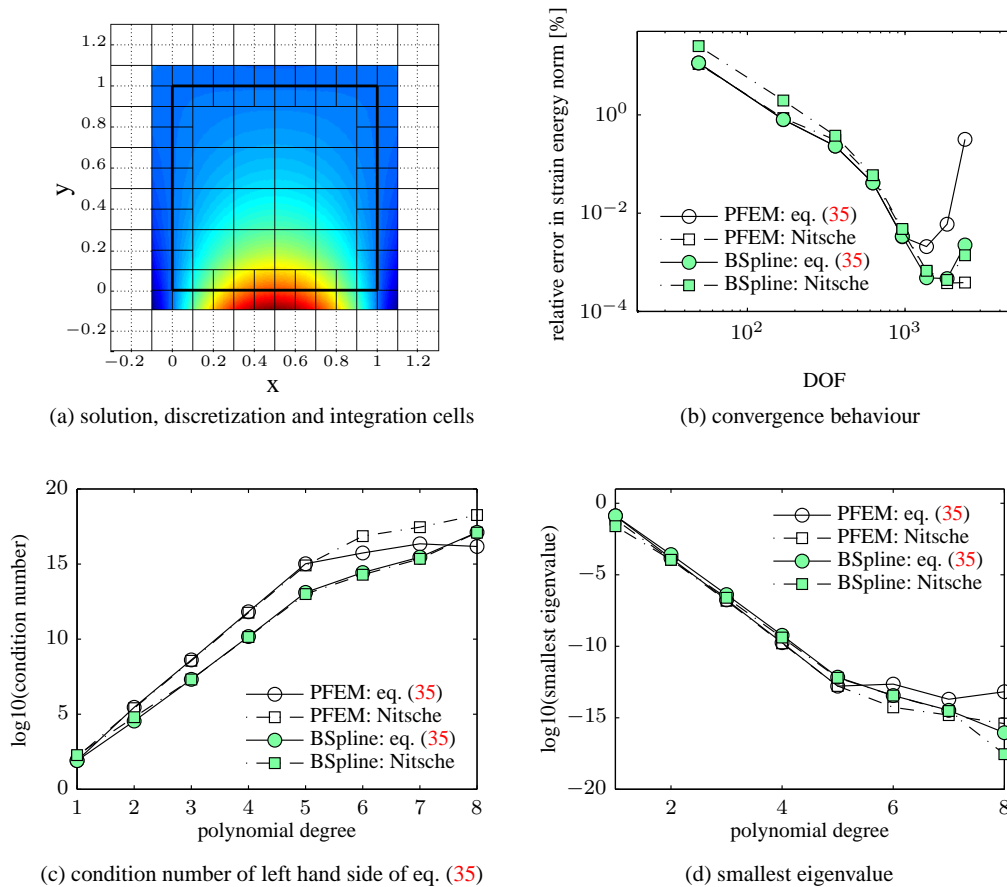 1.2
1
0.8
0.6
0.4
0.2
0
−0.2
y
−0.2 0 0.2 0.4 0.6 0.8 1 1.2
x
(a) solution, discretization and integration cells
relative error in strain energy norm [%]
10^0
10^−2
10^−4
10^2 10^3
DOF
PFEM: eq. (35)
PFEM: Nitsche
BSpline: eq. (35)
BSpline: Nitsche
(b) convergence behaviour
log10(condition number)
20
15
10
5
0
1 2 3 4 5 6 7 8
polynomial degree
PFEM: eq. (35)
PFEM: Nitsche
BSpline: eq. (35)
BSpline: Nitsche
(c) condition number of left hand side of eq. (35)
log10(smallest eigenvalue)
0
−5
−10
−15
−20
2 4 6 8
polynomial degree
PFEM: eq. (35)
PFEM: Nitsche
BSpline: eq. (35)
BSpline: Nitsche
(d) smallest eigenvalue